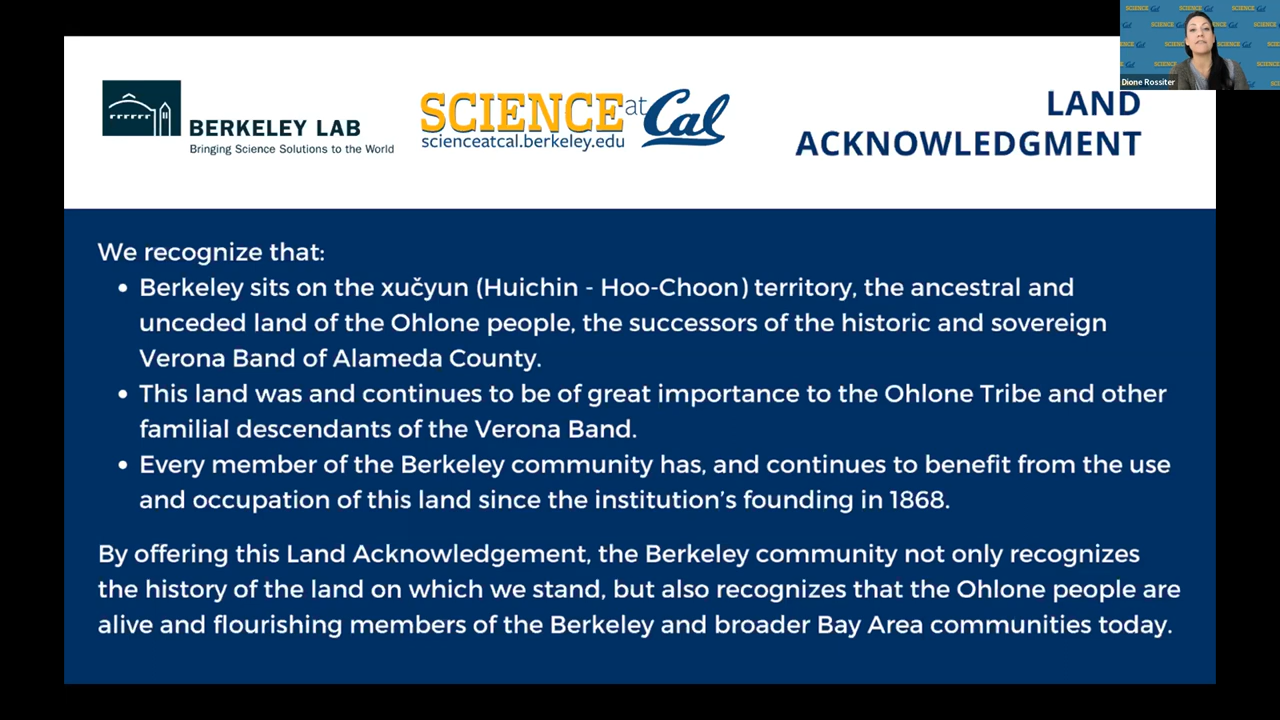 BERKELEY LAB
Bringing Science Solutions to the World
SCIENCE at Cal
scienceatcal.berkeley.edu
LAND
ACKNOWLEDGMENT
Dione Rossiter
We recognize that:
• Berkeley sits on the xučyun (Huichin - Hoo-Choon) territory, the ancestral and
unceded land of the Ohlone people, the successors of the historic and sovereign
Verona Band of Alameda County.
• This land was and continues to be of great importance to the Ohlone Tribe and other
familial descendants of the Verona Band.
• Every member of the Berkeley community has, and continues to benefit from the use
and occupation of this land since the institution’s founding in 1868.
By offering this Land Acknowledgement, the Berkeley community not only recognizes
the history of the land on which we stand, but also recognizes that the Ohlone people are
alive and flourishing members of the Berkeley and broader Bay Area communities today.